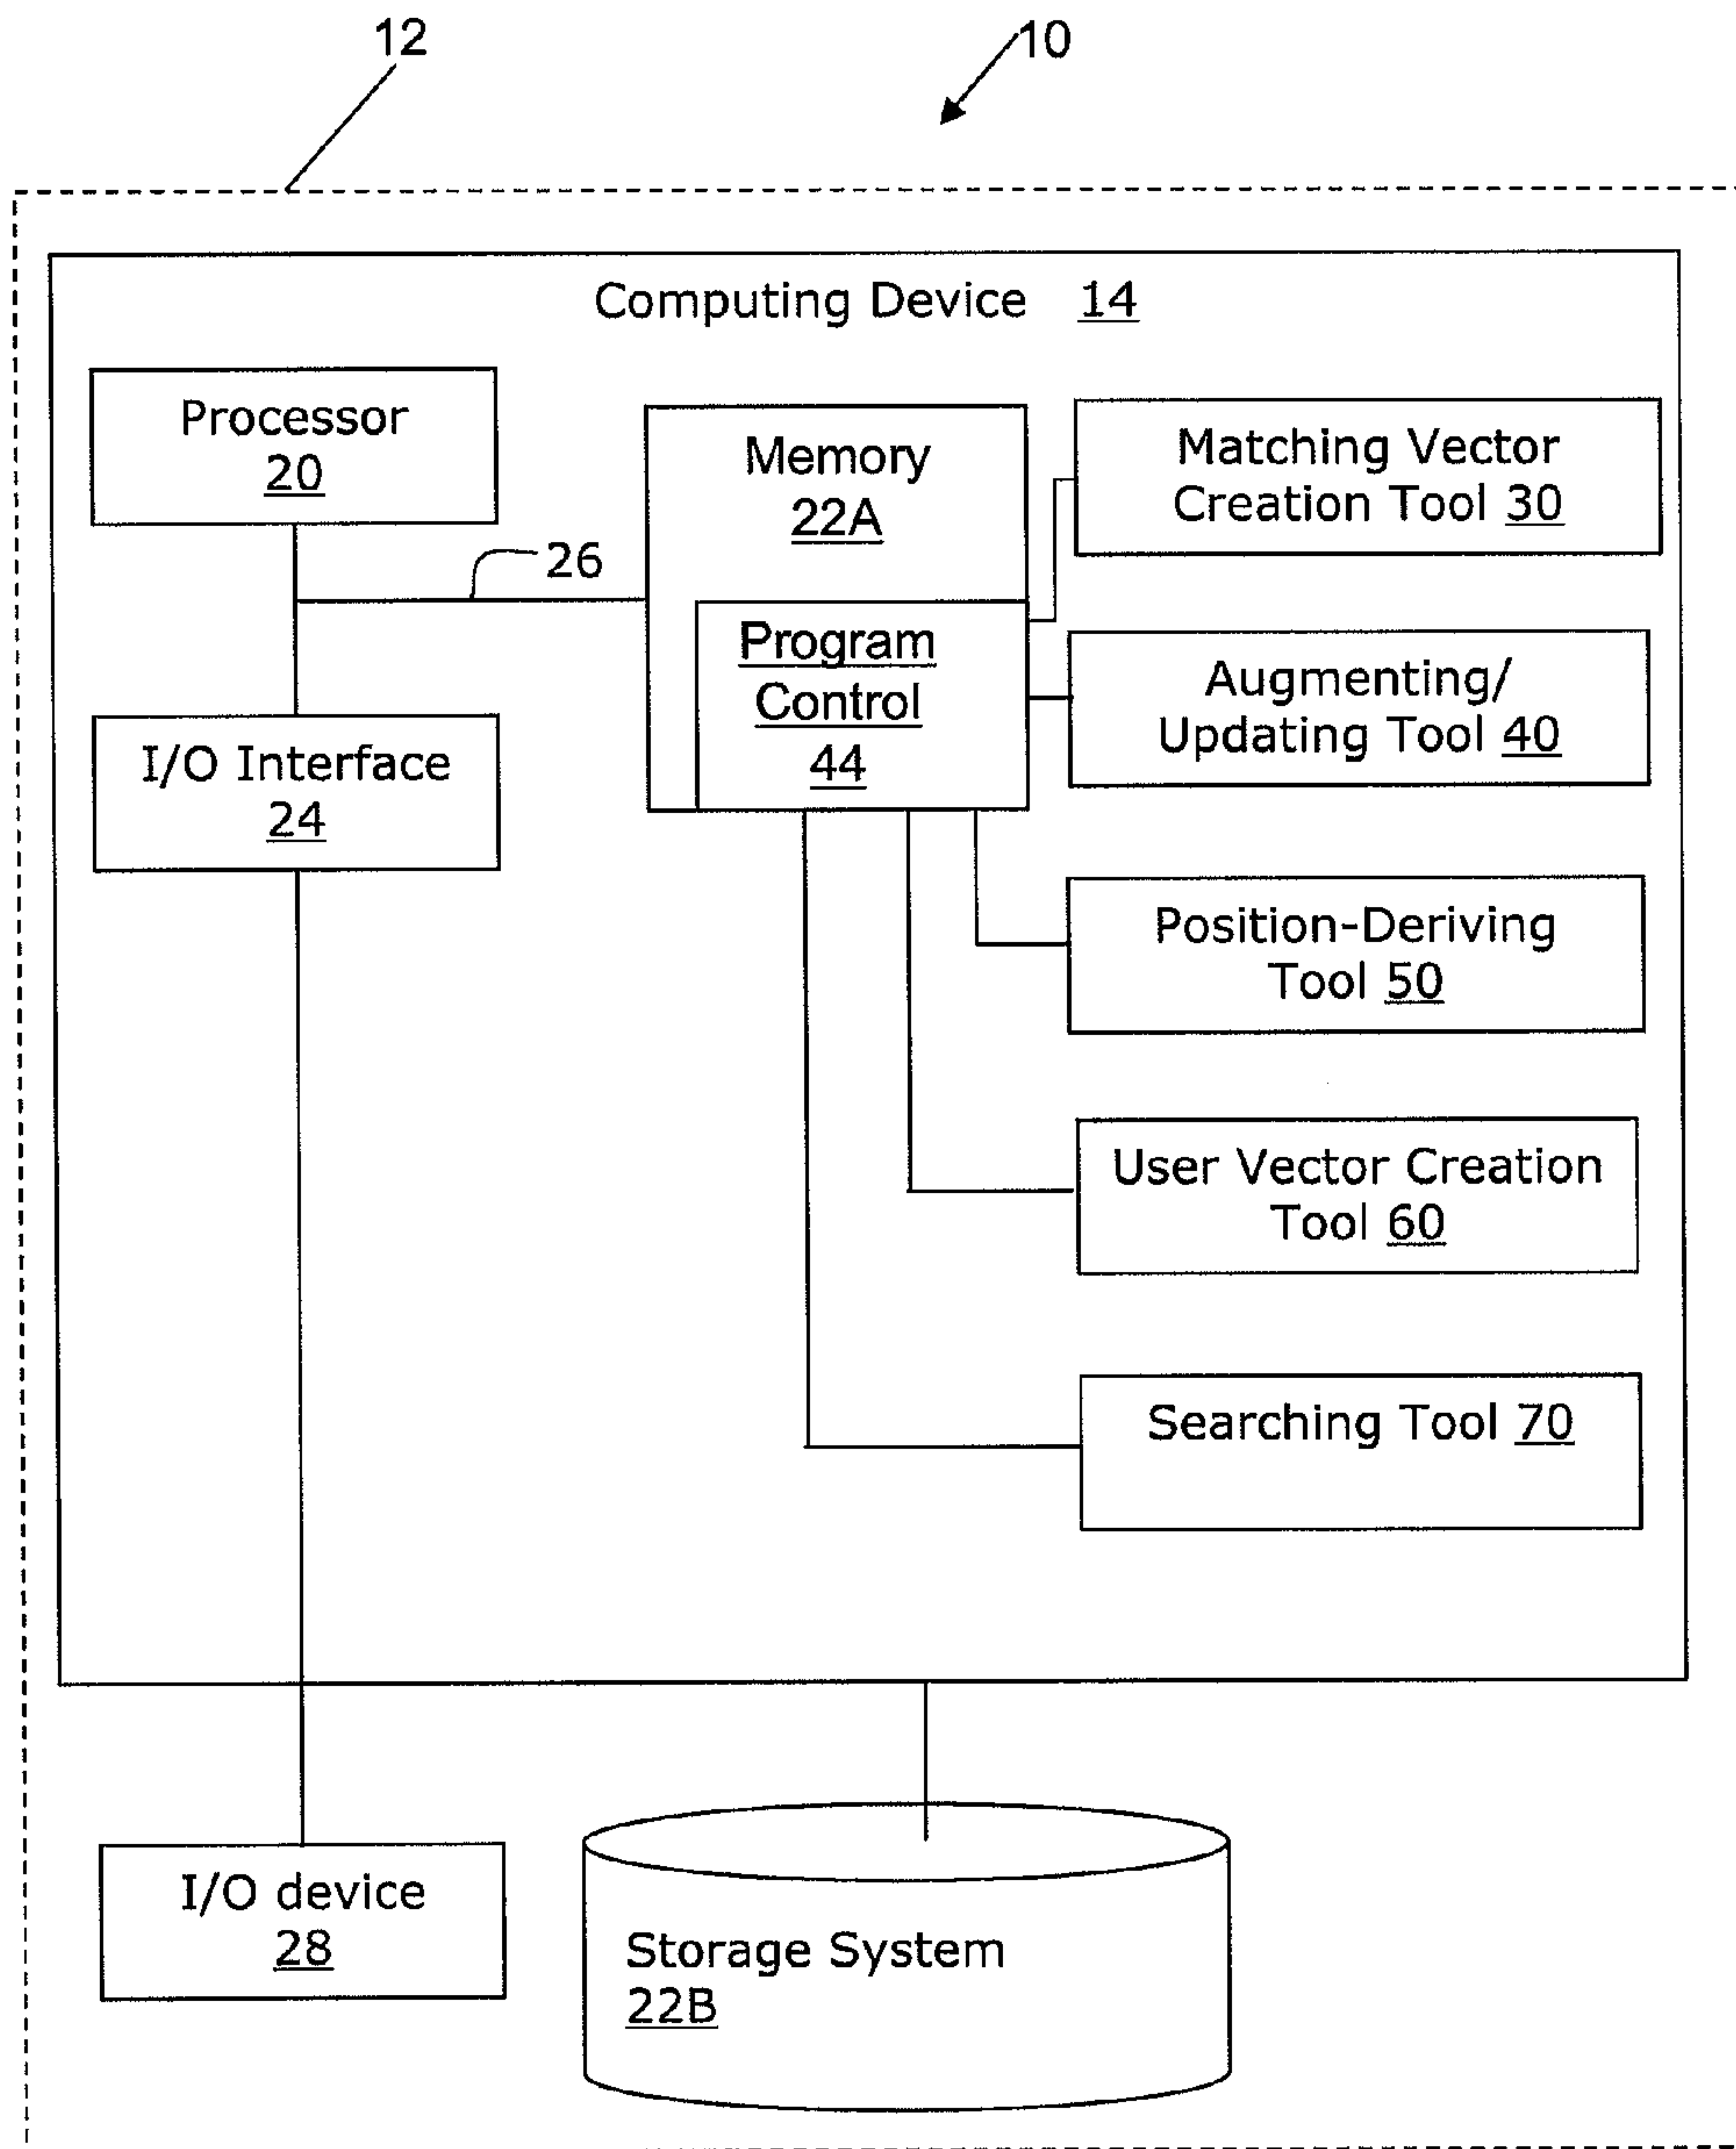 12
10
Computing Device 14
Processor
20
Memory
22A
Matching Vector
Creation Tool 30
26
Program
Control
44
Augmenting/
Updating Tool 40
I/O Interface
24
Position-Deriving
Tool 50
User Vector Creation
Tool 60
Searching Tool 70
I/O device
28
Storage System
22B